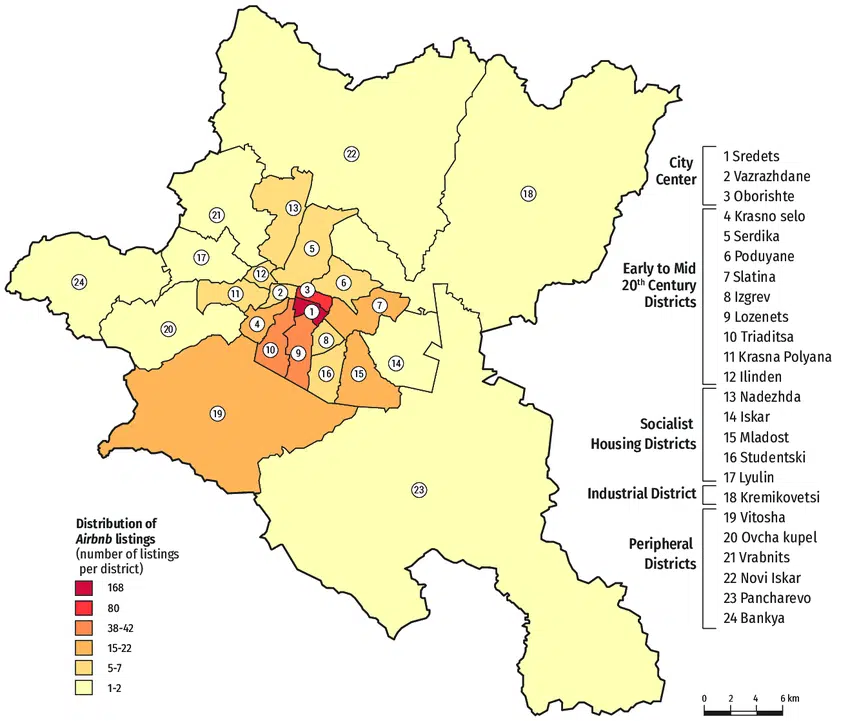 22
18
13
21
5
17
12
6
24
11
2
3
7
1
20
4
8
10
9
14
16
15
19
23
City
Center
1 Sredets
2 Vazrazhdane
3 Oborishte
Early to Mid
20th Century
Districts
4 Krasno selo
5 Serdika
6 Poduyane
7 Slatina
8 Izgrev
9 Lozenets
10 Triaditsa
11 Krasna Polyana
12 Ilinden
Socialist
Housing Districts
13 Nadezhda
14 Iskar
15 Mladost
16 Studentski
17 Lyulin
Industrial District
18 Kremikovetsi
Peripheral
Districts
19 Vitosha
20 Ovcha kupel
21 Vrabnits
22 Novi Iskar
23 Pancharevo
24 Bankya
Distribution of
Airbnb listings
(number of listings
per district)
168
80
38-42
15-22
5-7
1-2
0 2 4 6 km